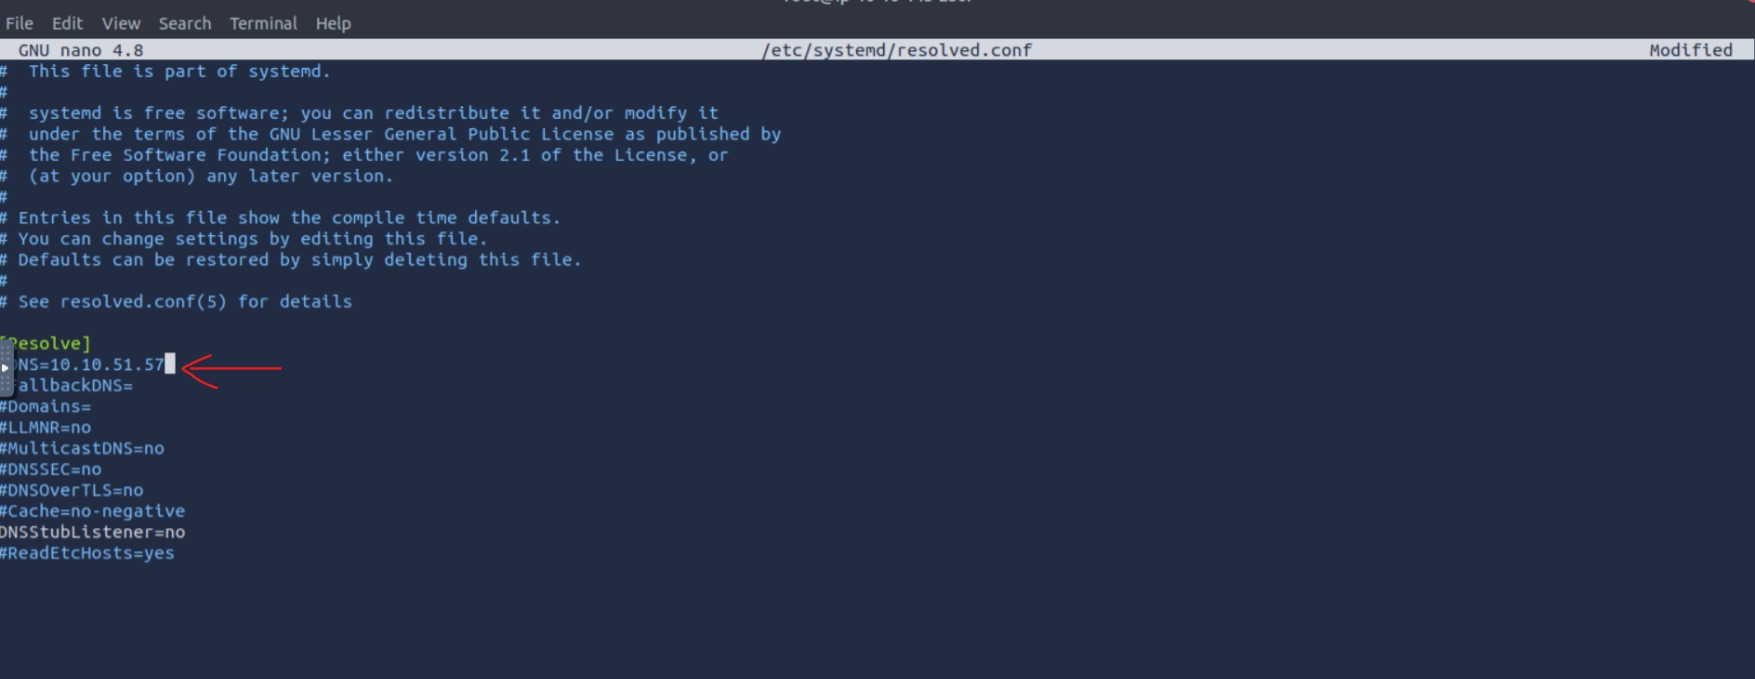 File Edit View Search Terminal Help
GNU nano 4.8 /etc/systemd/resolved.conf Modified
#  This file is part of systemd.
#
#  systemd is free software; you can redistribute it and/or modify it
#  under the terms of the GNU Lesser General Public License as published by
#  the Free Software Foundation; either version 2.1 of the License, or
#  (at your option) any later version.
#
# Entries in this file show the compile time defaults.
# You can change settings by editing this file.
# Defaults can be restored by simply deleting this file.
#
# See resolved.conf(5) for details
[Resolve]
DNS=10.10.51.57
FallbackDNS=
#Domains=
#LLMNR=no
#MulticastDNS=no
#DNSSEC=no
#DNSOverTLS=no
#Cache=no-negative
DNSStubListener=no
#ReadEtcHosts=yes